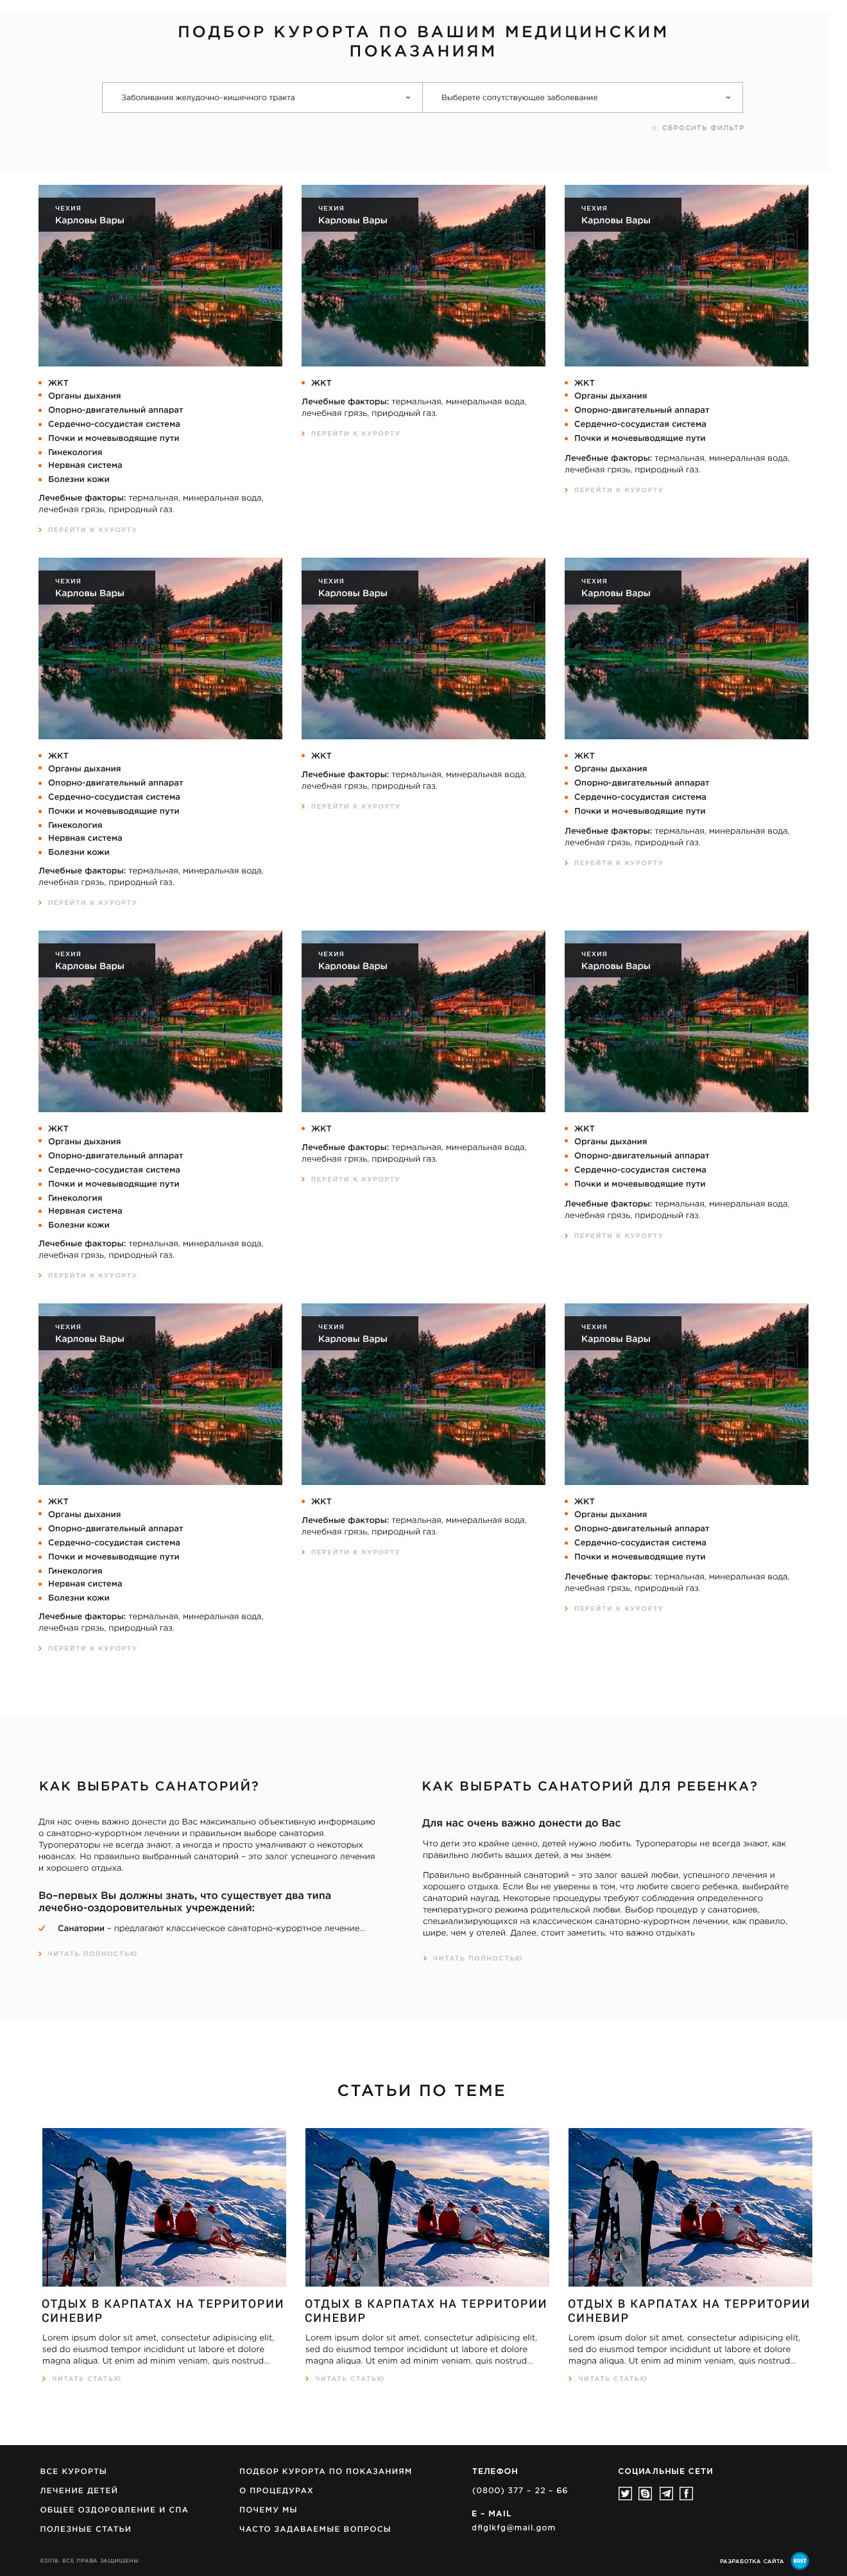 ПОДБОР КУРОРТА ПО ВАШИМ МЕДИЦИНСКИМ
ПОКАЗАНИЯМ
Заболивания желудочно–кишечного тракта
Выберете сопутствующее заболевание
× СБРОСИТЬ ФИЛЬТР
ЧЕХИЯ
Карловы Вары
ЖКТ
Органы дыхания
Опорно-двигательный аппарат
Сердечно-сосудистая система
Почки и мочевыводящие пути
Гинекология
Нервная система
Болезни кожи
Лечебные факторы: термальная, минеральная вода,
лечебная грязь, природный газ.
ПЕРЕЙТИ К КУРОРТУ
ЧЕХИЯ
Карловы Вары
ЖКТ
Лечебные факторы: термальная, минеральная вода,
лечебная грязь, природный газ.
ПЕРЕЙТИ К КУРОРТУ
ЧЕХИЯ
Карловы Вары
ЖКТ
Органы дыхания
Опорно-двигательный аппарат
Сердечно-сосудистая система
Почки и мочевыводящие пути
Лечебные факторы: термальная, минеральная вода,
лечебная грязь, природный газ.
ПЕРЕЙТИ К КУРОРТУ
ЧЕХИЯ
Карловы Вары
ЖКТ
Органы дыхания
Опорно-двигательный аппарат
Сердечно-сосудистая система
Почки и мочевыводящие пути
Гинекология
Нервная система
Болезни кожи
Лечебные факторы: термальная, минеральная вода,
лечебная грязь, природный газ.
ПЕРЕЙТИ К КУРОРТУ
ЧЕХИЯ
Карловы Вары
ЖКТ
Лечебные факторы: термальная, минеральная вода,
лечебная грязь, природный газ.
ПЕРЕЙТИ К КУРОРТУ
ЧЕХИЯ
Карловы Вары
ЖКТ
Органы дыхания
Опорно-двигательный аппарат
Сердечно-сосудистая система
Почки и мочевыводящие пути
Лечебные факторы: термальная, минеральная вода,
лечебная грязь, природный газ.
ПЕРЕЙТИ К КУРОРТУ
ЧЕХИЯ
Карловы Вары
ЖКТ
Органы дыхания
Опорно-двигательный аппарат
Сердечно-сосудистая система
Почки и мочевыводящие пути
Гинекология
Нервная система
Болезни кожи
Лечебные факторы: термальная, минеральная вода,
лечебная грязь, природный газ.
ПЕРЕЙТИ К КУРОРТУ
ЧЕХИЯ
Карловы Вары
ЖКТ
Лечебные факторы: термальная, минеральная вода,
лечебная грязь, природный газ.
ПЕРЕЙТИ К КУРОРТУ
ЧЕХИЯ
Карловы Вары
ЖКТ
Органы дыхания
Опорно-двигательный аппарат
Сердечно-сосудистая система
Почки и мочевыводящие пути
Лечебные факторы: термальная, минеральная вода,
лечебная грязь, природный газ.
ПЕРЕЙТИ К КУРОРТУ
ЧЕХИЯ
Карловы Вары
ЖКТ
Органы дыхания
Опорно-двигательный аппарат
Сердечно-сосудистая система
Почки и мочевыводящие пути
Гинекология
Нервная система
Болезни кожи
Лечебные факторы: термальная, минеральная вода,
лечебная грязь, природный газ.
ПЕРЕЙТИ К КУРОРТУ
ЧЕХИЯ
Карловы Вары
ЖКТ
Лечебные факторы: термальная, минеральная вода,
лечебная грязь, природный газ.
ПЕРЕЙТИ К КУРОРТУ
ЧЕХИЯ
Карловы Вары
ЖКТ
Органы дыхания
Опорно-двигательный аппарат
Сердечно-сосудистая система
Почки и мочевыводящие пути
Лечебные факторы: термальная, минеральная вода,
лечебная грязь, природный газ.
ПЕРЕЙТИ К КУРОРТУ
КАК ВЫБРАТЬ САНАТОРИЙ?
Для нас очень важно донести до Вас максимально объективную информацию
о санаторно-курортном лечении и правильном выборе санатория.
Туроператоры не всегда знают, а иногда и просто умалчивают о некоторых
нюансах. Но правильно выбранный санаторий – это залог успешного лечения
и хорошего отдыха.
Во–первых Вы должны знать, что существует два типа
лечебно-оздоровительных учреждений:
Санатории – предлагают классическое санаторно-курортное лечение...
ЧИТАТЬ ПОЛНОСТЬЮ
КАК ВЫБРАТЬ САНАТОРИЙ ДЛЯ РЕБЕНКА?
Для нас очень важно донести до Вас
Что дети это крайне ценно, детей нужно любить. Туроператоры не всегда знают, как
правильно любить ваших детей, а мы знаем.
Правильно выбранный санаторий – это залог вашей любви, успешного лечения и
хорошего отдыха. Если Вы не уверены в том, что любите своего ребенка, выбирайте
санаторий наугад. Некоторые процедуры требуют соблюдения определенного
температурного режима родительской любви. Выбор процедур у санаториев,
специализирующихся на классическом санаторно-курортном лечении, как правило,
шире, чем у отелей. Далее, стоит заметить, что важно отдыхать
ЧИТАТЬ ПОЛНОСТЬЮ
СТАТЬИ ПО ТЕМЕ
ОТДЫХ В КАРПАТАХ НА ТЕРРИТОРИИ
СИНЕВИР
Lorem ipsum dolor sit amet, consectetur adipisicing elit,
sed do eiusmod tempor incididunt ut labore et dolore
magna aliqua. Ut enim ad minim veniam, quis nostrud...
ЧИТАТЬ СТАТЬЮ
ОТДЫХ В КАРПАТАХ НА ТЕРРИТОРИИ
СИНЕВИР
Lorem ipsum dolor sit amet, consectetur adipisicing elit,
sed do eiusmod tempor incididunt ut labore et dolore
magna aliqua. Ut enim ad minim veniam, quis nostrud...
ЧИТАТЬ СТАТЬЮ
ОТДЫХ В КАРПАТАХ НА ТЕРРИТОРИИ
СИНЕВИР
Lorem ipsum dolor sit amet, consectetur adipisicing elit,
sed do eiusmod tempor incididunt ut labore et dolore
magna aliqua. Ut enim ad minim veniam, quis nostrud...
ЧИТАТЬ СТАТЬЮ
ВСЕ КУРОРТЫ
ЛЕЧЕНИЕ ДЕТЕЙ
ОБЩЕЕ ОЗДОРОВЛЕНИЕ И СПА
ПОЛЕЗНЫЕ СТАТЬИ
ПОДБОР КУРОРТА ПО ПОКАЗАНИЯМ
О ПРОЦЕДУРАХ
ПОЧЕМУ МЫ
ЧАСТО ЗАДАВАЕМЫЕ ВОПРОСЫ
ТЕЛЕФОН
(0800) 377 – 22 – 66
E – MAIL
dflglkfg@mail.gom
СОЦИАЛЬНЫЕ СЕТИ
©2018. ВСЕ ПРАВА ЗАЩИЩЕНЫ
РАЗРАБОТКА САЙТА
KOST